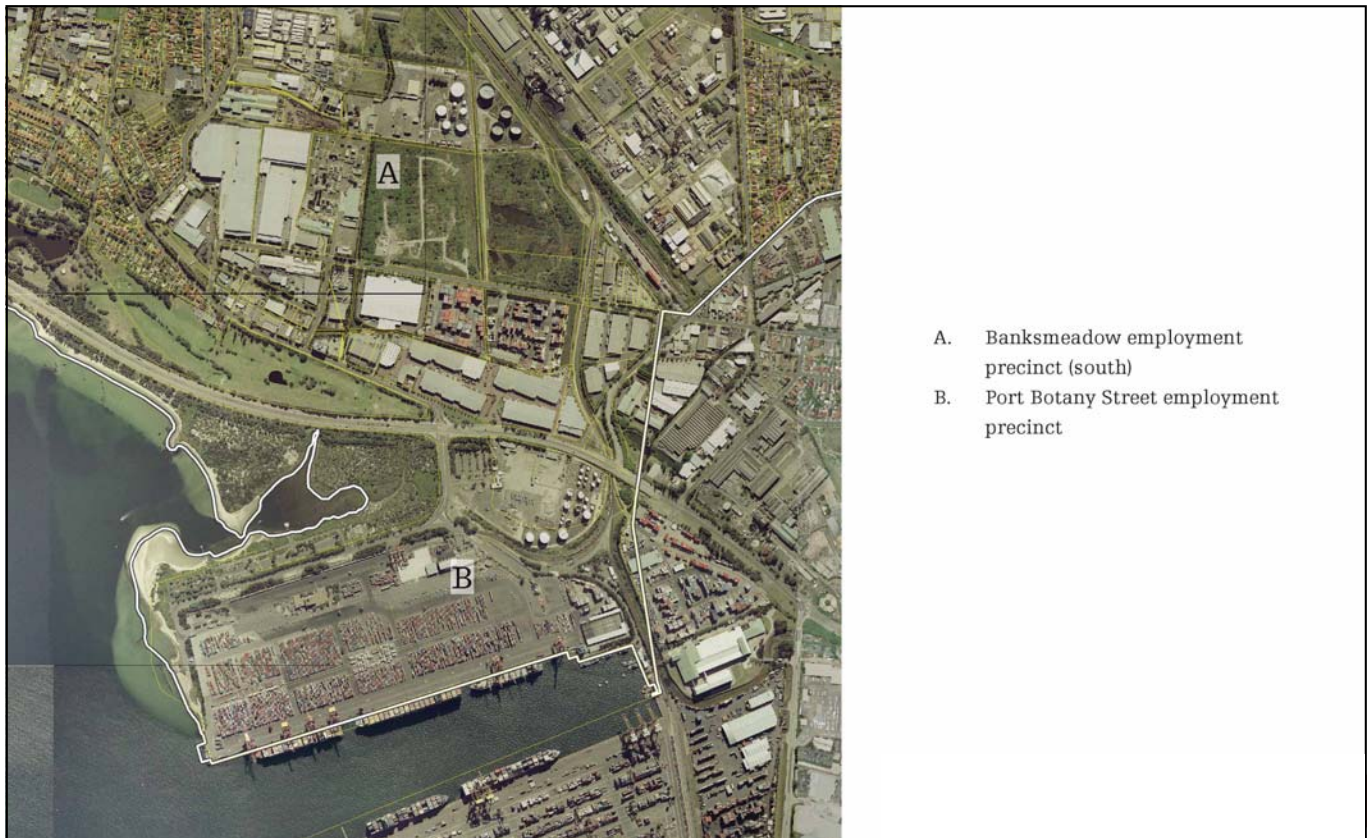 A
B
A. Banksmeadow employment
precinct (south)
B. Port Botany Street employment
precinct